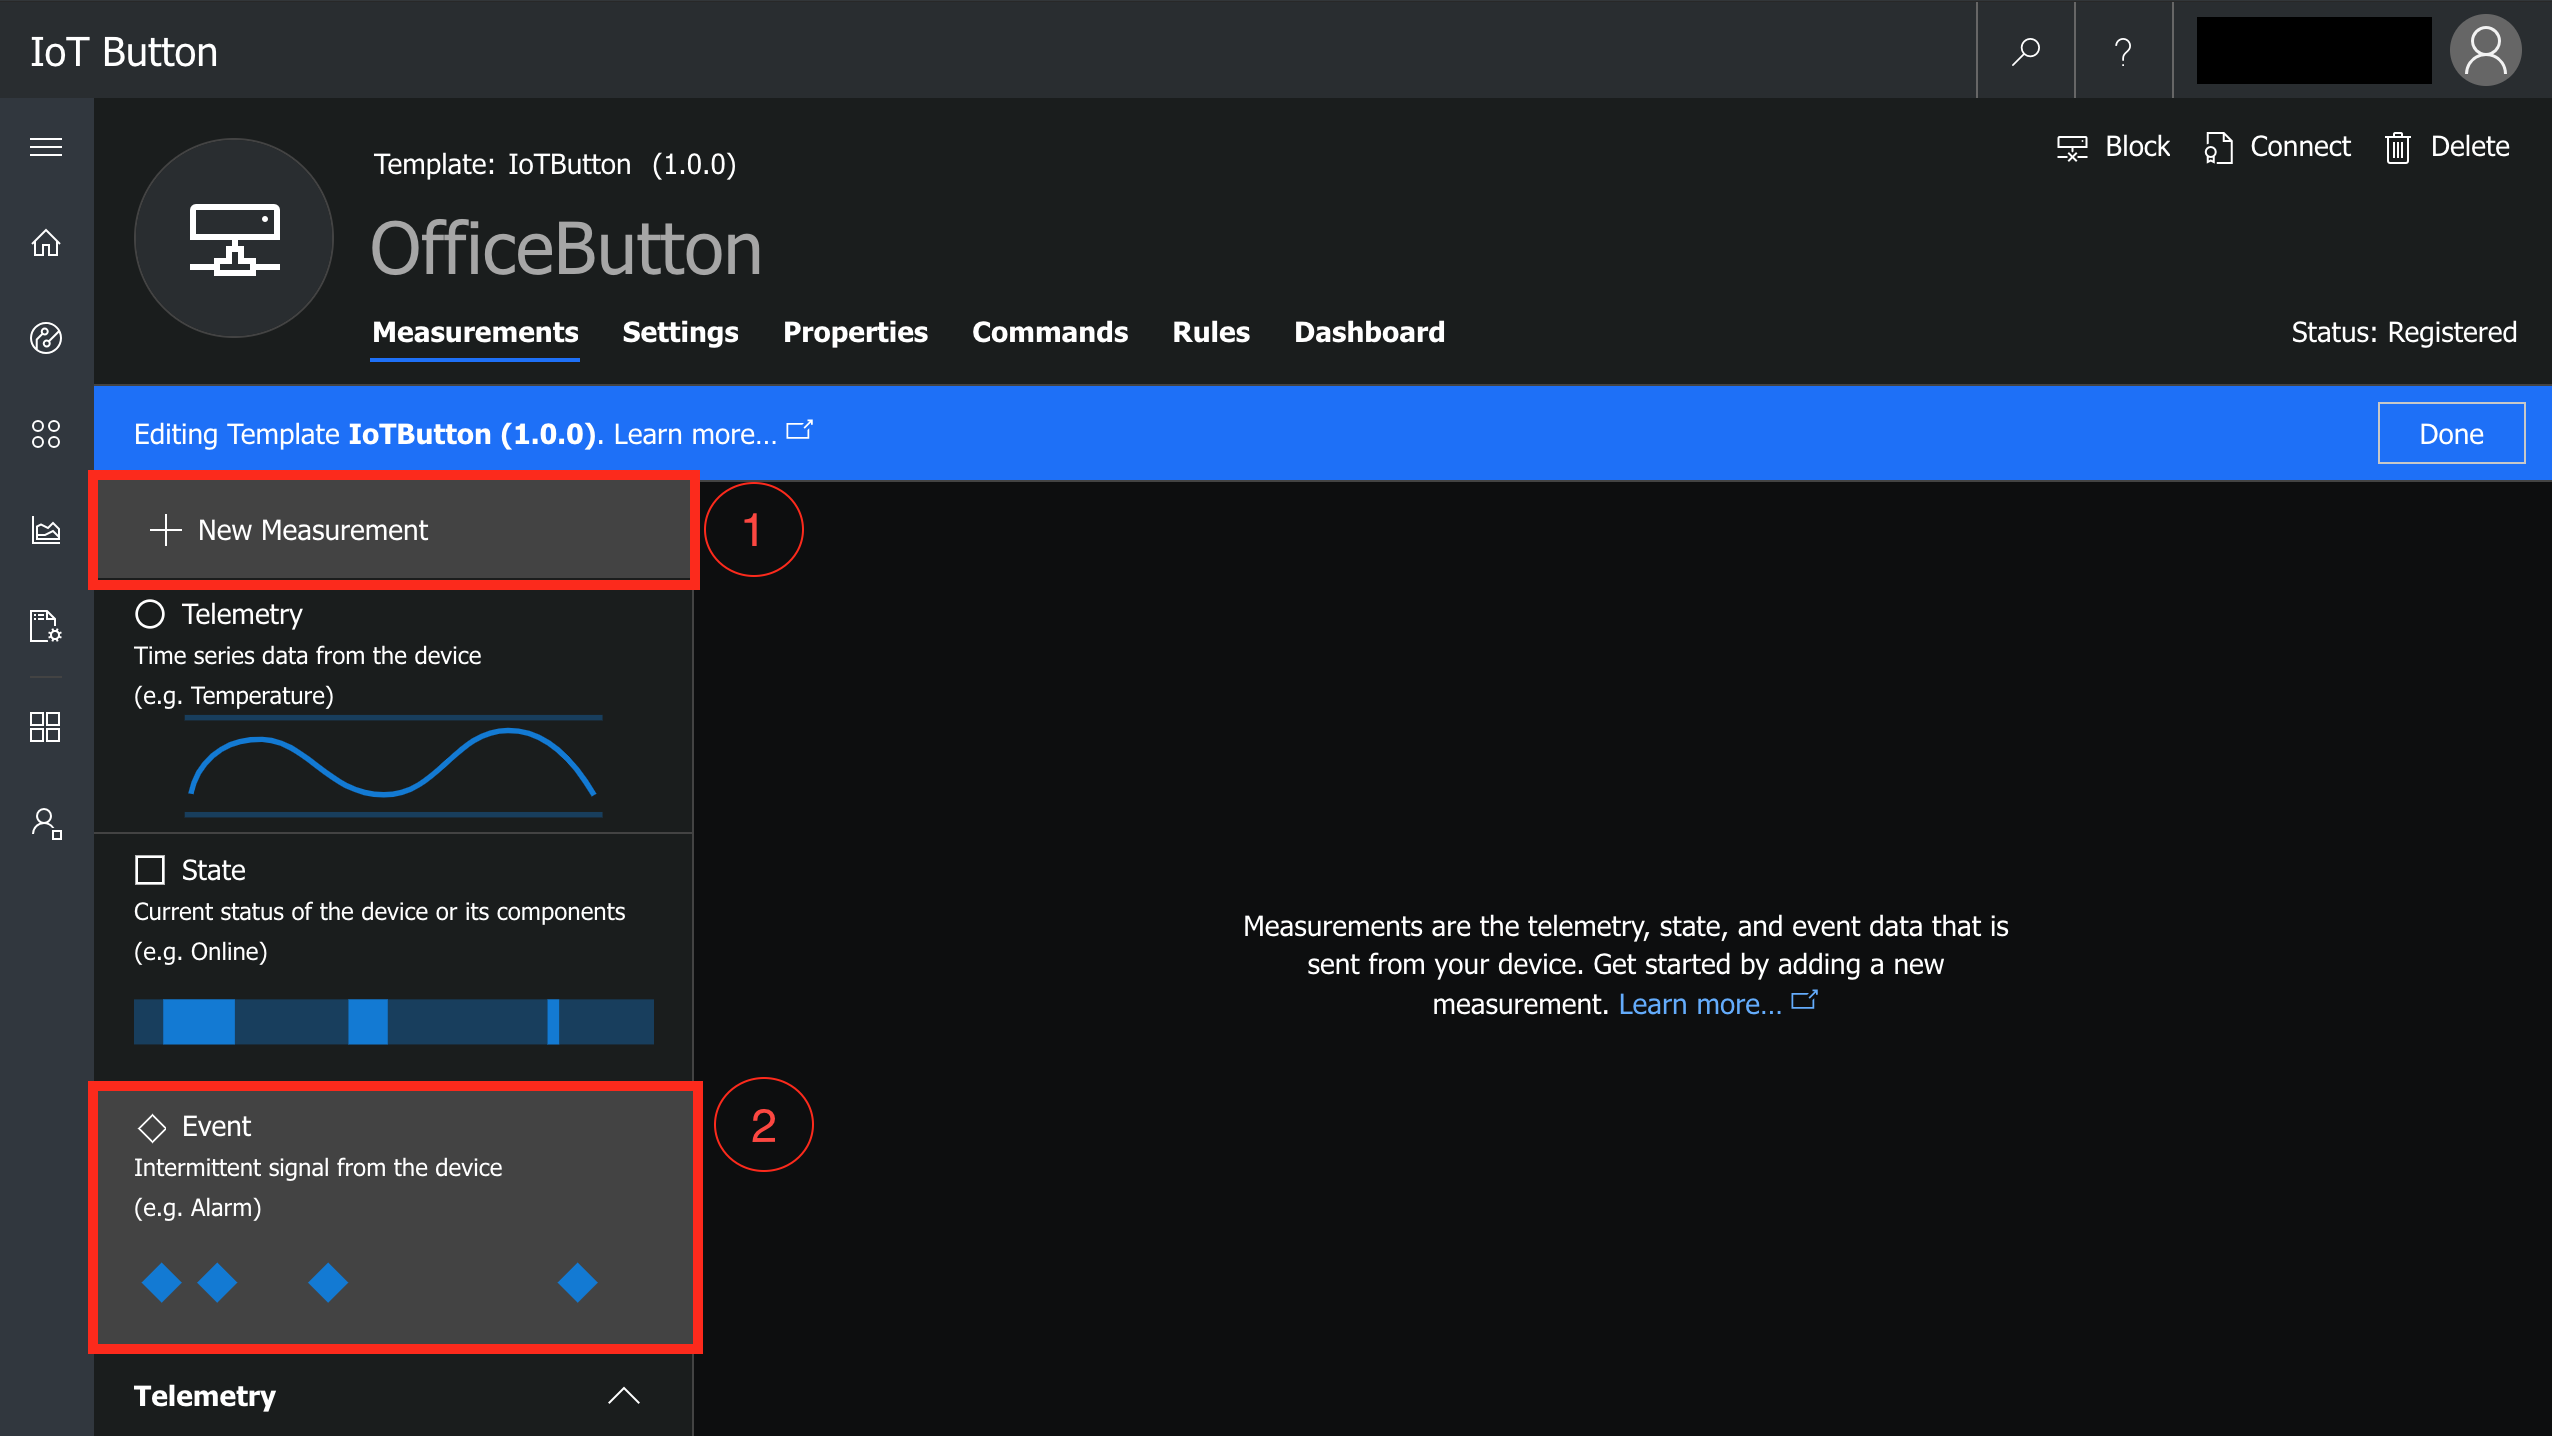 IoT Button
?
Block Connect Delete
Template: IoTButton (1.0.0)
OfficeButton
Measurements Settings Properties Commands Rules Dashboard
Status: Registered
Editing Template IoTButton (1.0.0). Learn more...
Done
New Measurement
1
Telemetry
Time series data from the device
(e.g. Temperature)
State
Current status of the device or its components
(e.g. Online)
Measurements are the telemetry, state, and event data that is
sent from your device. Get started by adding a new
measurement. Learn more...
Event
2
Intermittent signal from the device
(e.g. Alarm)
Telemetry